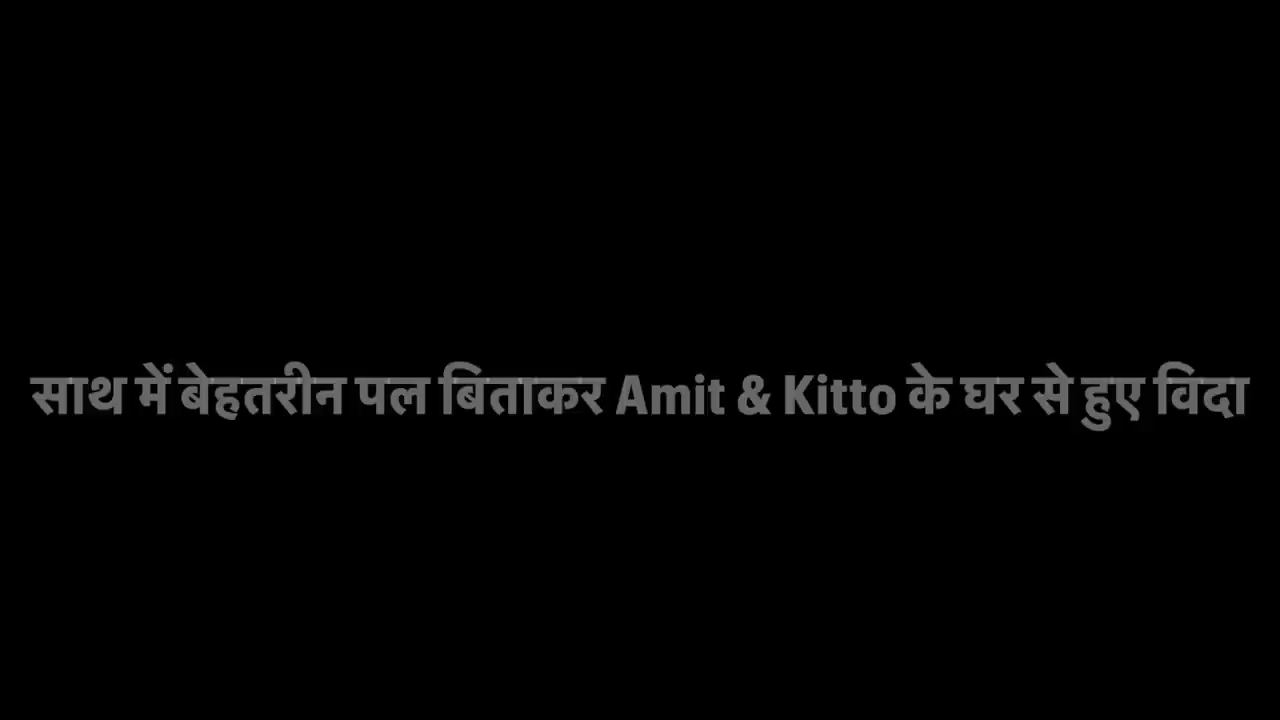 साथ में बेहतरीन पल बिताकर Amit & Kitto के घर से हुए विदा